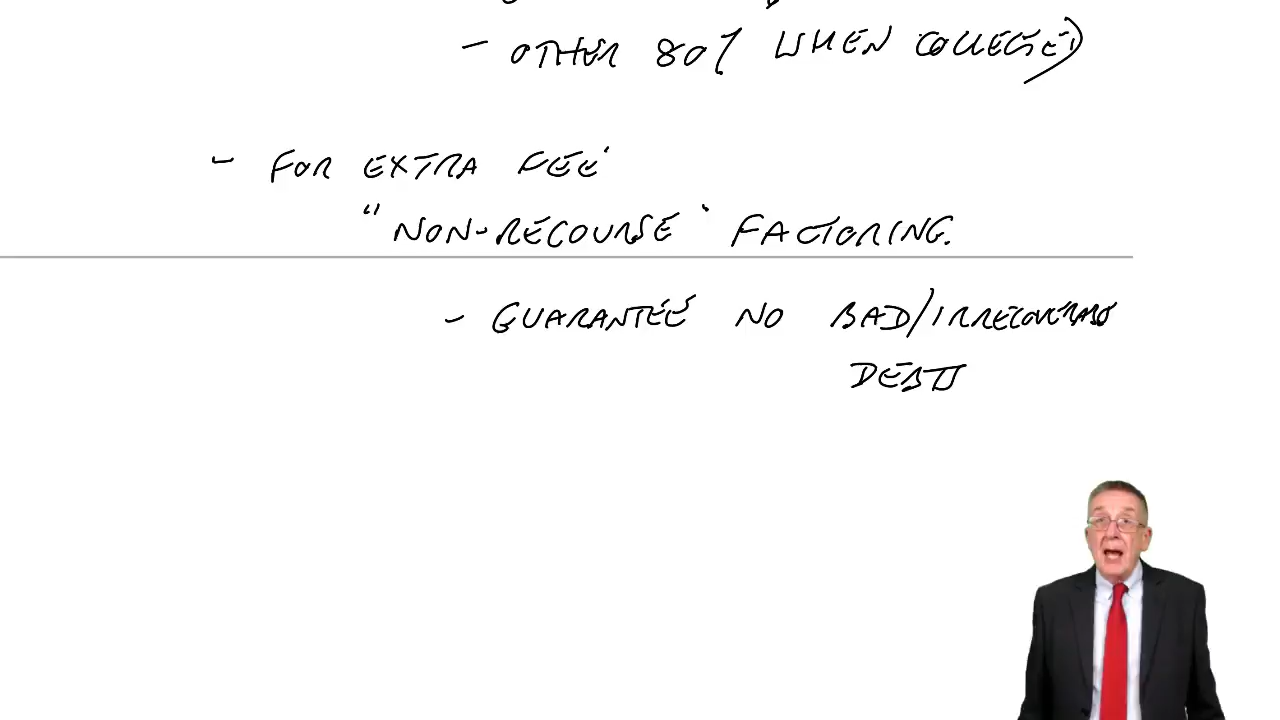 - OTHER 80% WHEN COLLECTED)
- FOR EXTRA FEE
"NON-RECOURSE" FACTORING.
- GUARANTEE NO BAD/IRRECOVERABLE
DEBTS